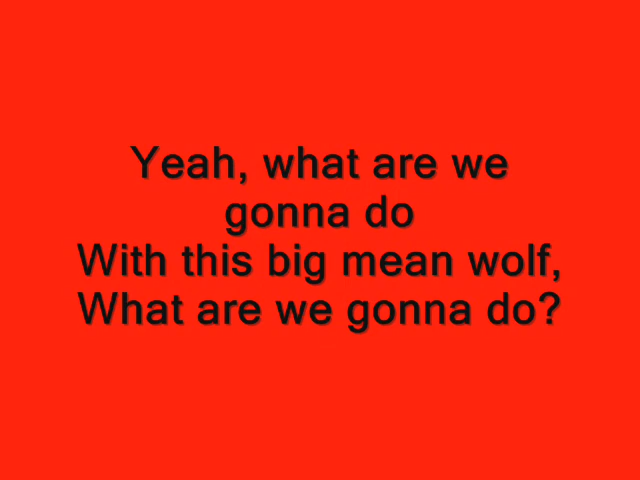 Yeah, what are we
gonna do
With this big mean wolf,
What are we gonna do?